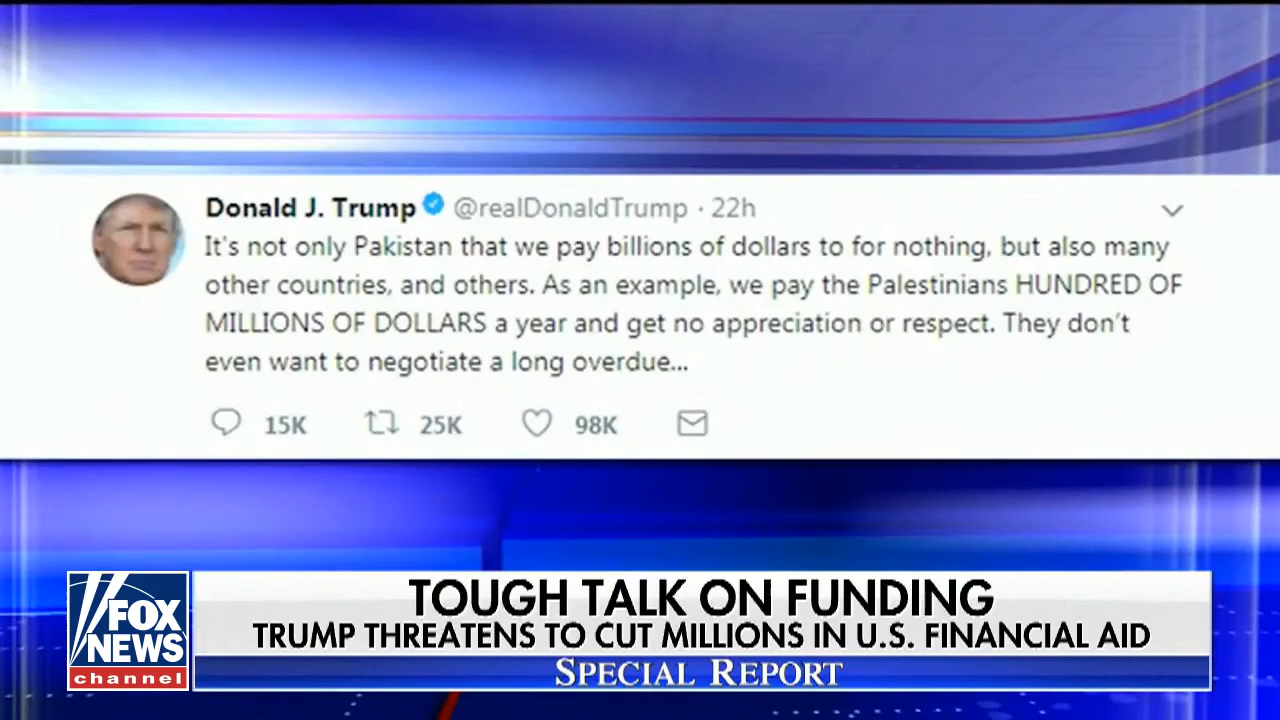 Donald J. Trump @realDonaldTrump · 22h
It's not only Pakistan that we pay billions of dollars to for nothing, but also many
other countries, and others. As an example, we pay the Palestinians HUNDRED OF
MILLIONS OF DOLLARS a year and get no appreciation or respect. They don't
even want to negotiate a long overdue...
15K 25K 98K
TOUGH TALK ON FUNDING
TRUMP THREATENS TO CUT MILLIONS IN U.S. FINANCIAL AID
SPECIAL REPORT
FOX
NEWS
channel